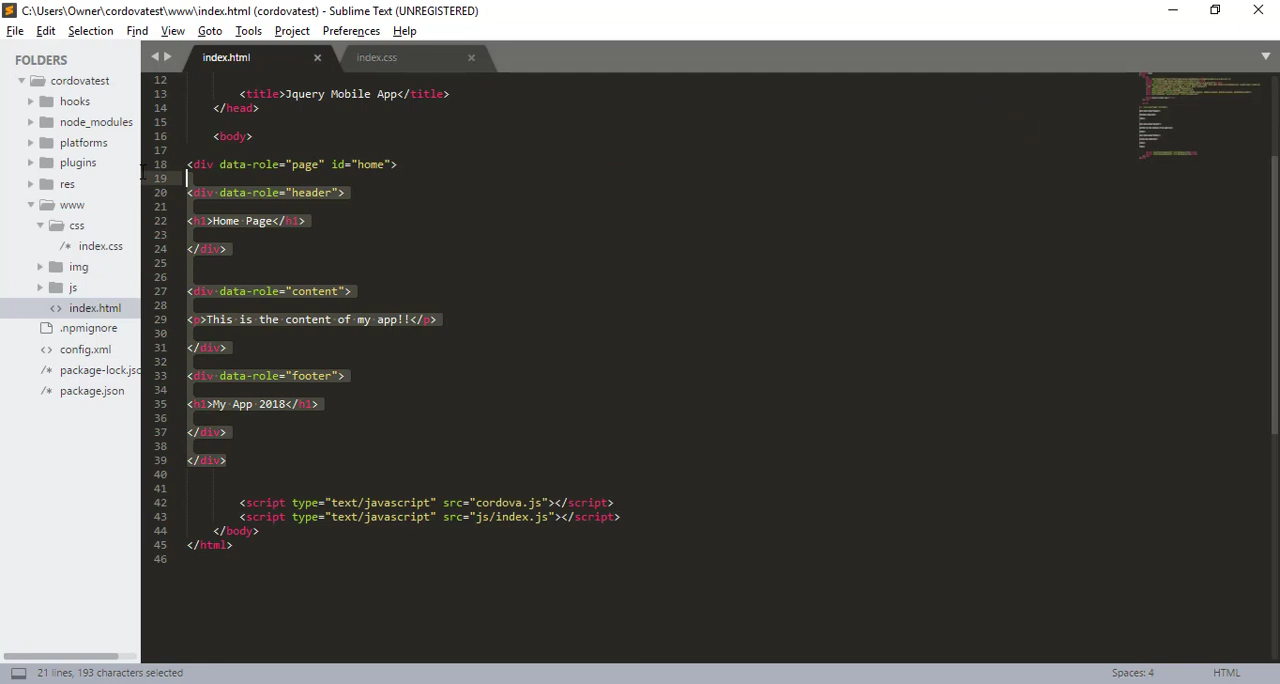 C:\Users\Owner\cordovatest\www\index.html (cordovatest) - Sublime Text (UNREGISTERED)
File Edit Selection Find View Goto Tools Project Preferences Help
FOLDERS
cordovatest
hooks
node_modules
platforms
plugins
res
www
css
/* index.css
img
js
<> index.html
.npmignore
<> config.xml
/* package-lock.jsc
/* package.json
index.html
index.css
12
13 <title>Jquery Mobile App</title>
14 </head>
15
16 <body>
17
18 <div data-role="page" id="home">
19
20 <div data-role="header">
21
22 <h1>Home Page</h1>
23
24 </div>
25
26
27 <div data-role="content">
28
29 <p>This is the content of my app!!</p>
30
31 </div>
32
33 <div data-role="footer">
34
35 <h1>My App 2018</h1>
36
37 </div>
38
39 </div>
40
41
42 <script type="text/javascript" src="cordova.js"></script>
43 <script type="text/javascript" src="js/index.js"></script>
44 </body>
45 </html>
46
21 lines, 193 characters selected
Spaces: 4
HTML